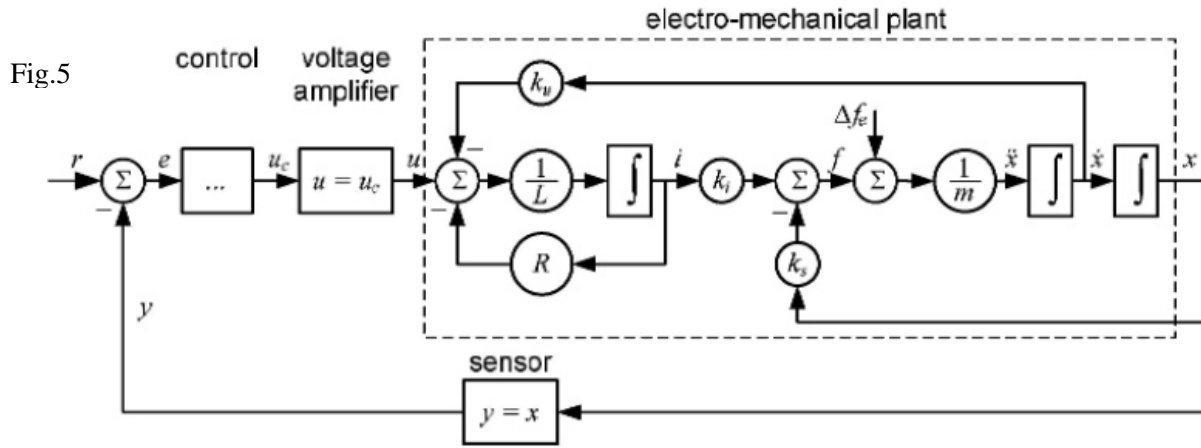 electro-mechanical plant
Fig.5
control
voltage
amplifier
k_u
Δf_e
r
Σ
e
...
u_c
u = u_c
u
Σ
1/L
∫
i
k_i
Σ
f
Σ
1/m
ẍ
∫
ẋ
∫
x
−
−
−
−
R
k_s
y
sensor
y = x